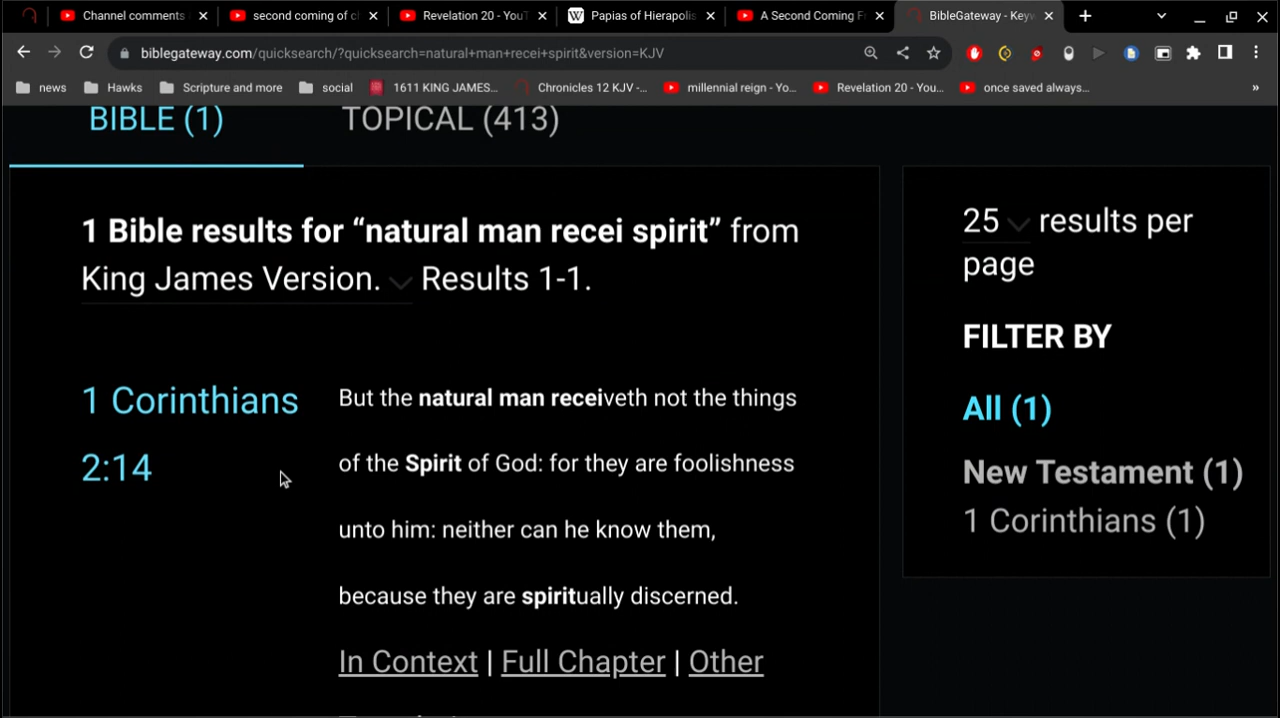 Channel comments
second coming of c
Revelation 20 - YouT
Papias of Hierapolis
A Second Coming Fr
BibleGateway - Keyw
biblegateway.com/quicksearch/?quicksearch=natural+man+recei+spirit&version=KJV
news
Hawks
Scripture and more
social
1611 KING JAMES...
Chronicles 12 KJV -...
millennial reign - Yo...
Revelation 20 - You...
once saved always...
»
BIBLE (1)
TOPICAL (413)
1 Bible results for “natural man recei spirit” from
King James Version. Results 1-1.
1 Corinthians
2:14
But the natural man receiveth not the things
of the Spirit of God: for they are foolishness
unto him: neither can he know them,
because they are spiritually discerned.
In Context | Full Chapter | Other
25 results per
page
FILTER BY
All (1)
New Testament (1)
1 Corinthians (1)